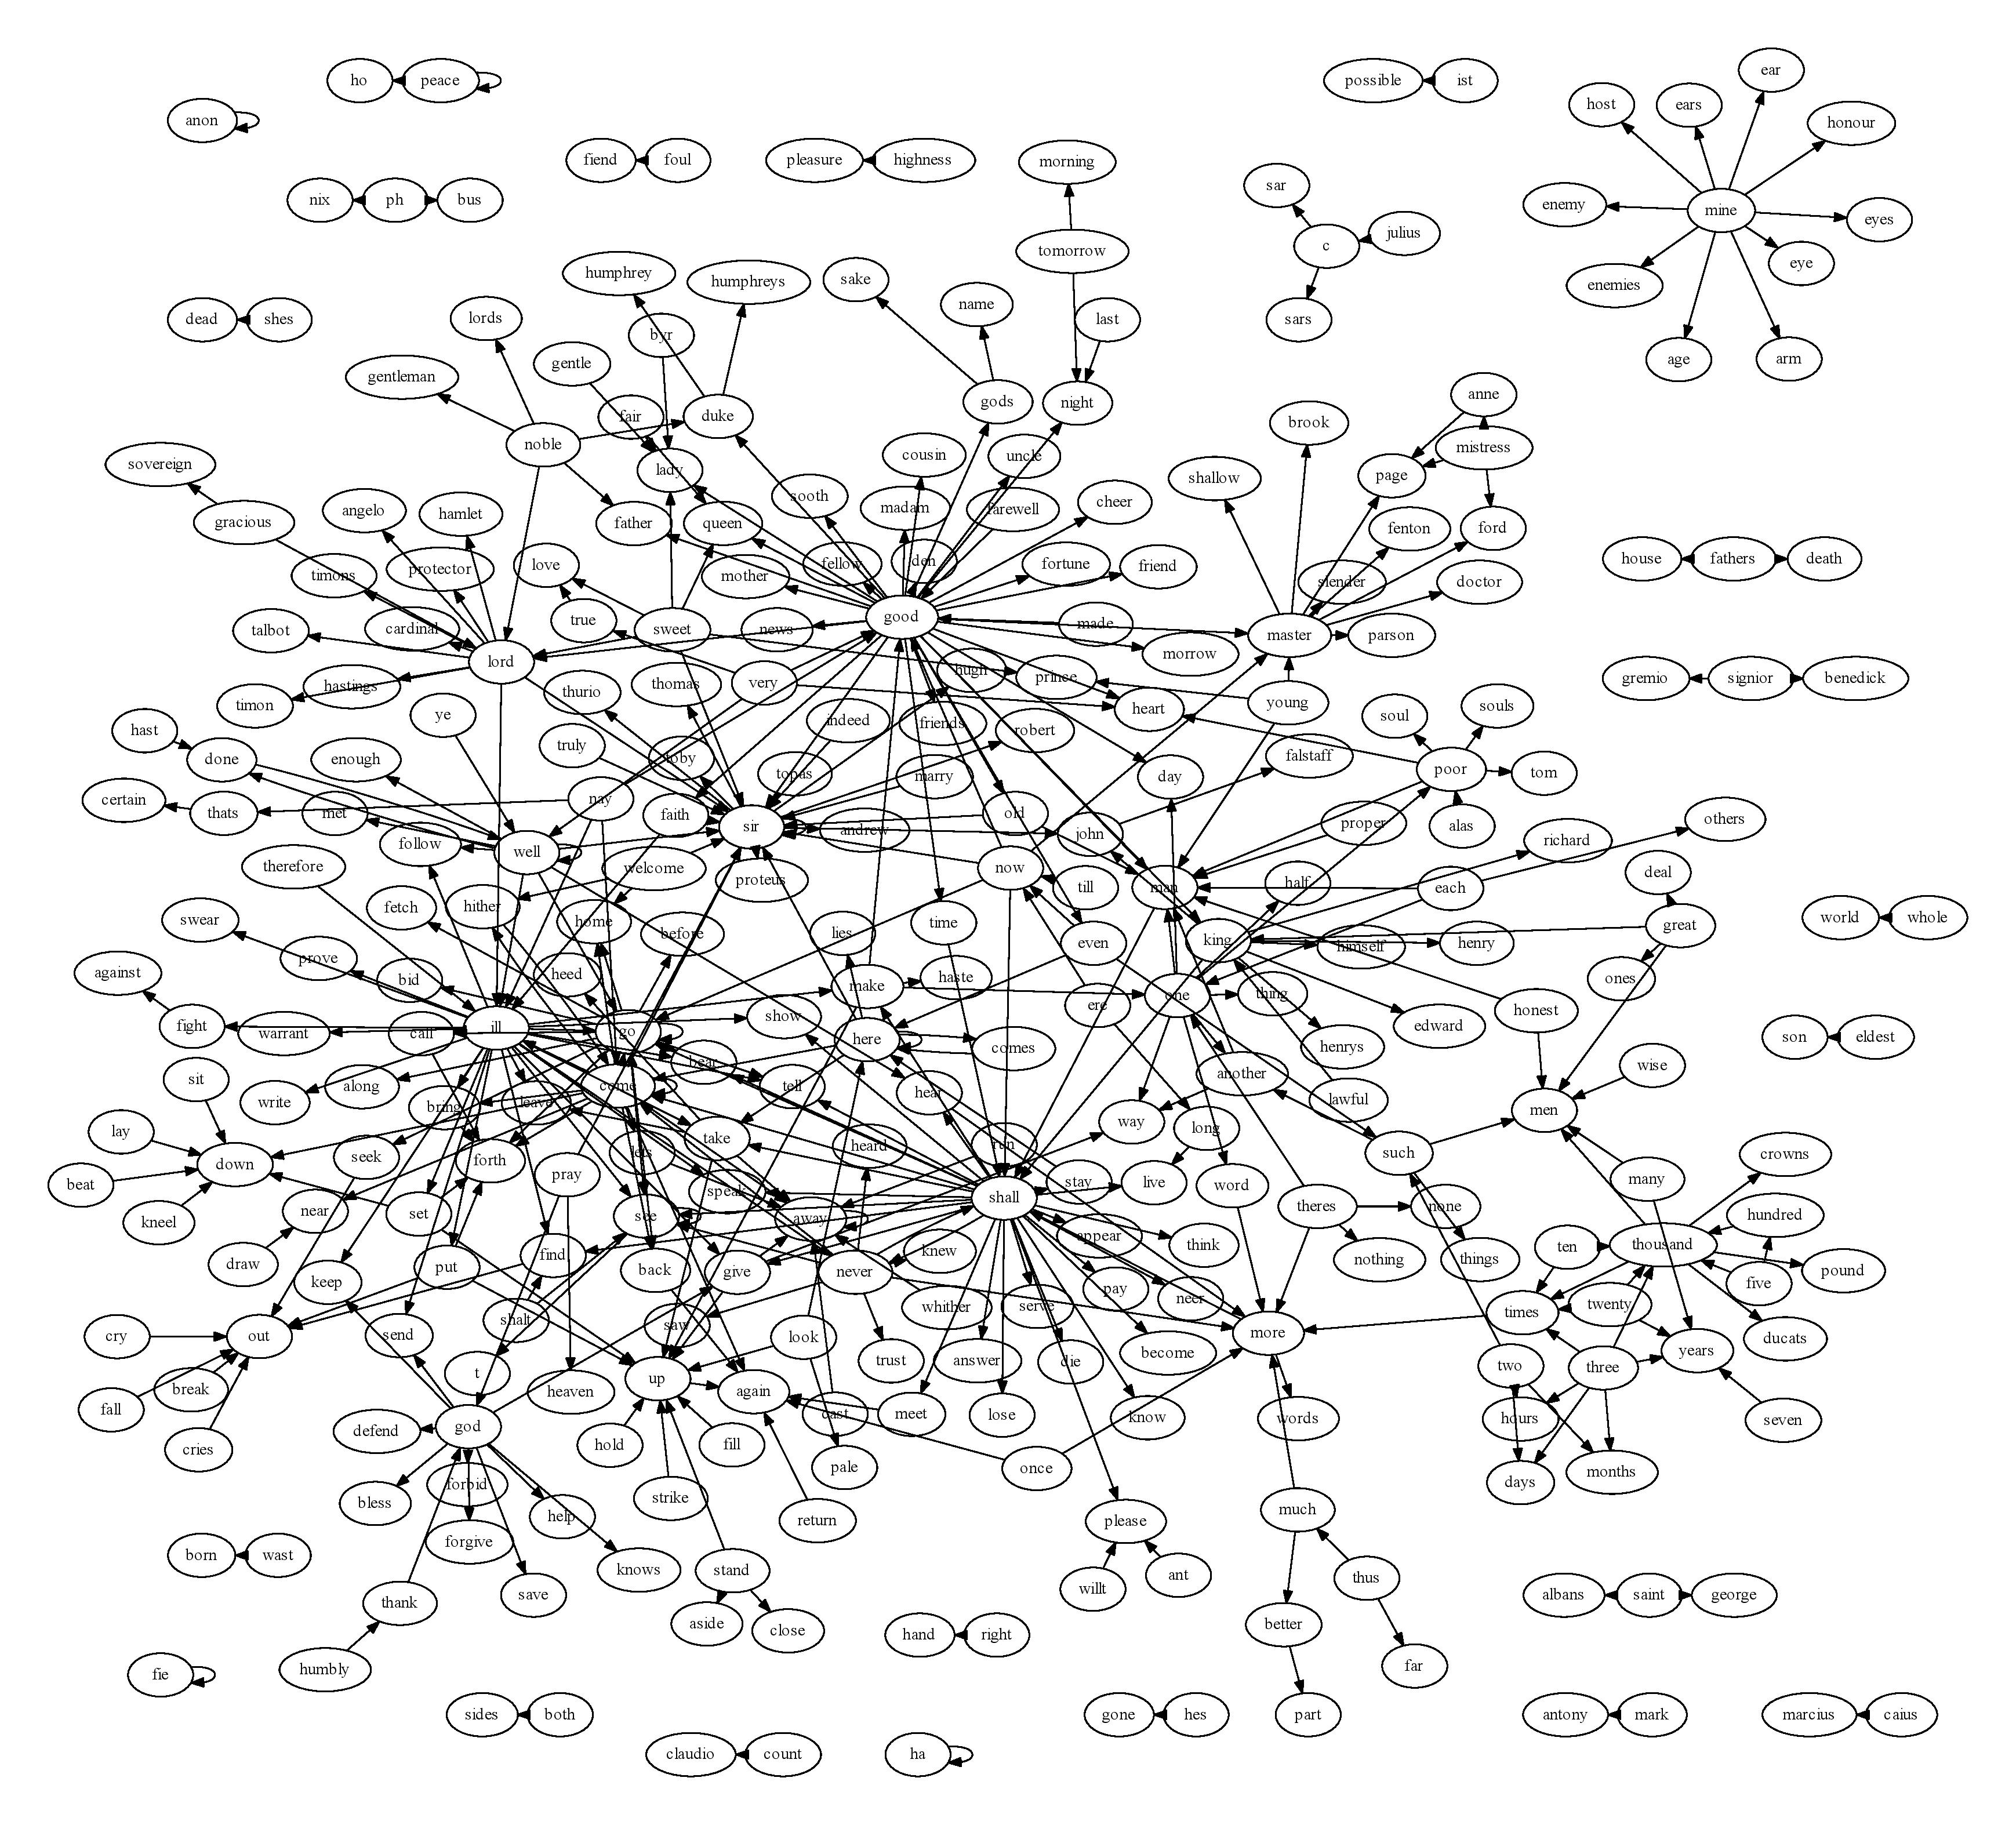 ho peace possible ist ear
anon host ears honour
fiend foul pleasure highness morning
nix ph bus sar enemy mine eyes
c julius
tomorrow eye
humphrey humphreys sake enemies
dead shes lords name last sars
byr
gentle age arm
gentleman
fair duke gods night anne
noble brook mistress
sovereign lady cousin uncle shallow page
angelo hamlet father queen sooth madam farewell cheer fenton ford
gracious
timons protector love mother fellow den fortune friend slender doctor house fathers death
talbot cardinal true sweet news good made master parson
lord morrow
timon hastings thurio thomas very hugh prince young gremio signior benedick
hast ye truly indeed friends robert heart soul souls
done enough toby topas marry day falstaff poor tom
certain thats met nay faith sir andrew old john proper alas others
follow well richard
therefore welcome proteus now till man half each deal
swear fetch hither home before lies time even king himself henry great
prove
against bid heed make haste one thing ones world whole
fight warrant call ill go show here ere honest edward
comes henrys son eldest
sit write along bear tell another wise
lay bring leave come hear lawful men
beat down seek forth lets take heard run way long such crowns
kneel near set pray speak shall stay live word many
draw find see away appear think theres none hundred
keep put back give never knew nothing things ten thousand five pound
cry out send shalt saw look whither serve pay neer more times twenty ducats
fall break t heaven up again trust answer die become two three years
cries defend god hold fill cast meet lose know words hours seven
bless forbid strike pale once days months
forgive help return please much
born wast knows stand willt ant thus
thank save aside close better albans saint george
fie humbly hand right far
sides both gone hes part antony mark marcius caius
claudio count ha